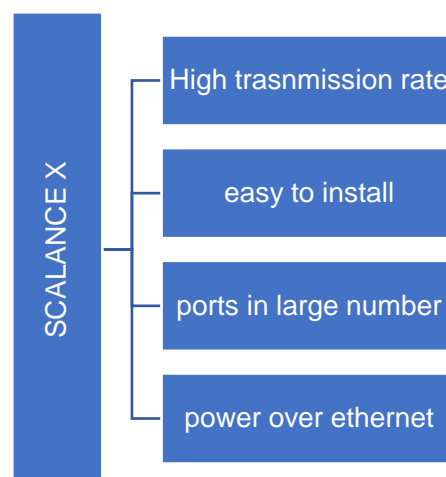 SCALANCE X
High trasnmission rate
easy to install
ports in large number
power over ethernet